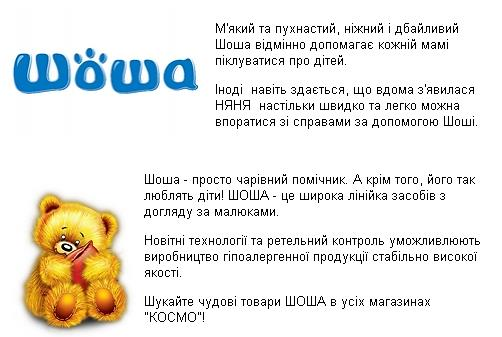 шöша
М'який та пухнастий, ніжний і дбайливий
Шоша відмінно допомагає кожній мамі
піклуватися про дітей.
Іноді навіть здається, що вдома з'явилася
НЯНЯ настільки швидко та легко можна
впоратися зі справами за допомогою Шоші.
Шоша - просто чарівний помічник. А крім того, його так
люблять діти! ШОША - це широка лінійка засобів з
догляду за малюками.
Новітні технології та ретельний контроль уможливлюють
виробництво гіпоалергенної продукції стабільно високої
якості.
Шукайте чудові товари ШОША в усіх магазинах
"КОСМО"!